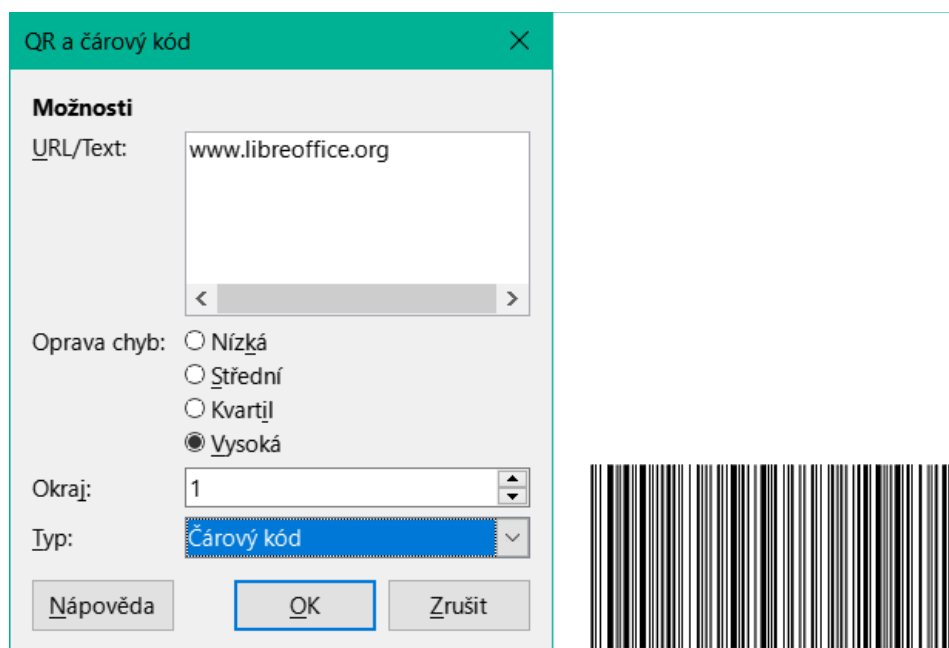 QR a čárový kód
Možnosti
URL/Text:
www.libreoffice.org
Oprava chyb:
Nízká
Střední
Kvartil
Vysoká
Okraj:
1
Typ:
Čárový kód
Nápověda
OK
Zrušit